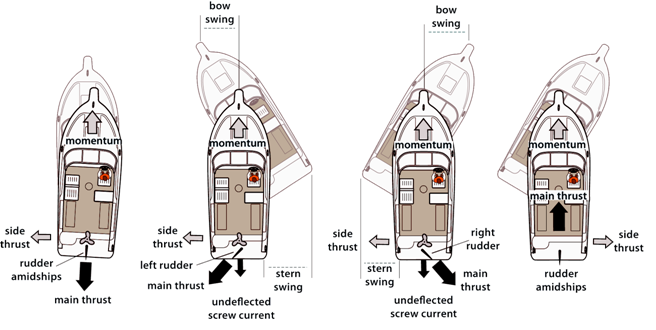 bow
swing
momentum
side
thrust
rudder
amidships
main thrust
momentum
side
thrust
left rudder
main thrust
undeflected
screw current
stern
swing
bow
swing
momentum
side
thrust
right
rudder
stern
swing
main
thrust
undeflected
screw current
momentum
main thrust
side
thrust
rudder
amidships